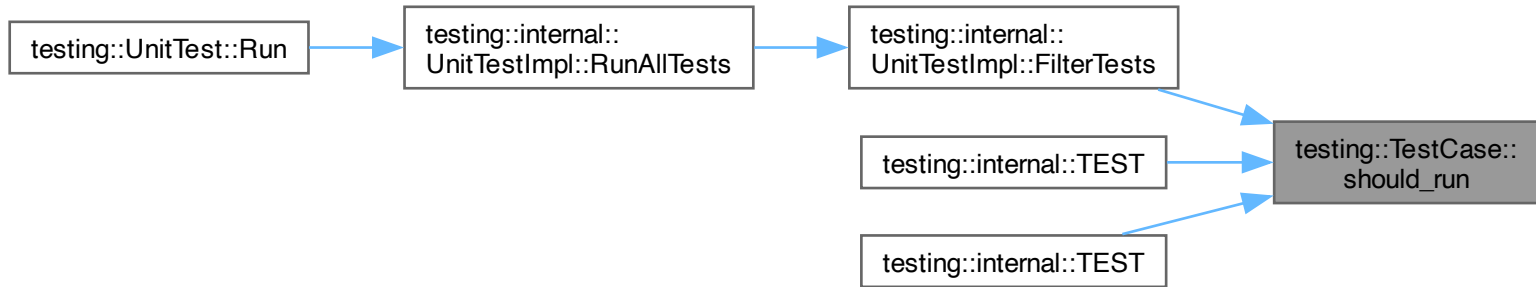 testing::UnitTest::Run
testing::internal::
UnitTestImpl::RunAllTests
testing::internal::
UnitTestImpl::FilterTests
testing::internal::TEST
testing::internal::TEST
testing::TestCase::
should_run